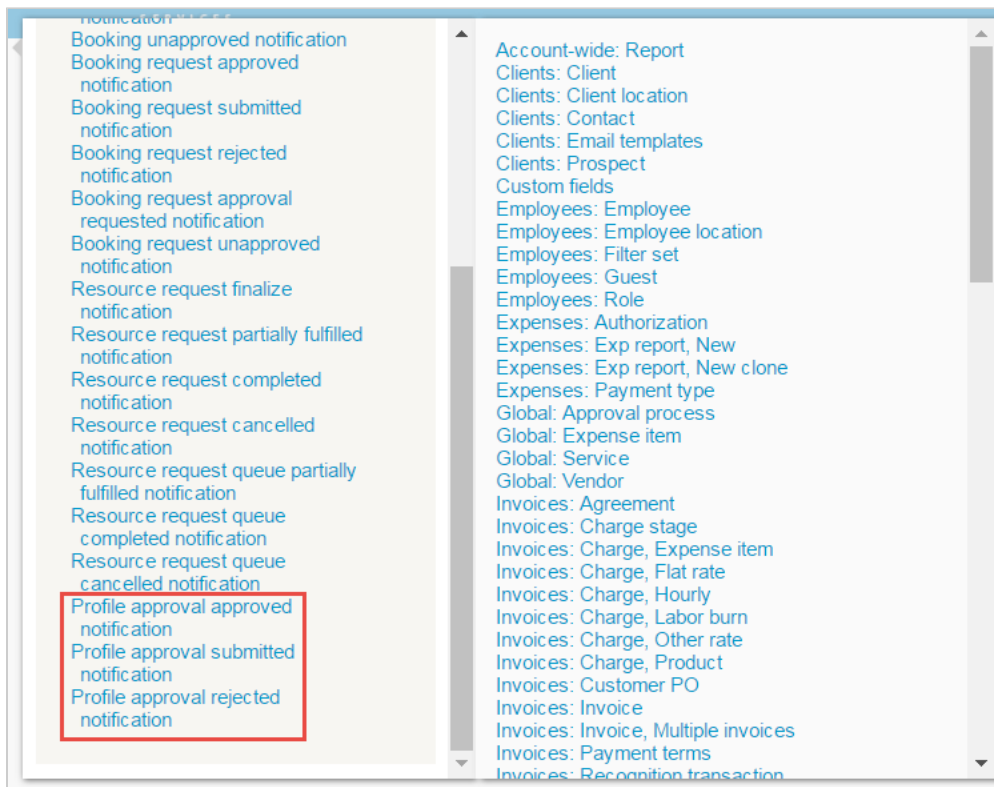 SERVICES
notification
Booking unapproved notification
Booking request approved
notification
Booking request submitted
notification
Booking request rejected
notification
Booking request approval
requested notification
Booking request unapproved
notification
Resource request finalize
notification
Resource request partially fulfilled
notification
Resource request completed
notification
Resource request cancelled
notification
Resource request queue partially
fulfilled notification
Resource request queue
completed notification
Resource request queue
cancelled notification
Profile approval approved
notification
Profile approval submitted
notification
Profile approval rejected
notification
Account-wide: Report
Clients: Client
Clients: Client location
Clients: Contact
Clients: Email templates
Clients: Prospect
Custom fields
Employees: Employee
Employees: Employee location
Employees: Filter set
Employees: Guest
Employees: Role
Expenses: Authorization
Expenses: Exp report, New
Expenses: Exp report, New clone
Expenses: Payment type
Global: Approval process
Global: Expense item
Global: Service
Global: Vendor
Invoices: Agreement
Invoices: Charge stage
Invoices: Charge, Expense item
Invoices: Charge, Flat rate
Invoices: Charge, Hourly
Invoices: Charge, Labor burn
Invoices: Charge, Other rate
Invoices: Charge, Product
Invoices: Customer PO
Invoices: Invoice
Invoices: Invoice, Multiple invoices
Invoices: Payment terms
Invoices: Recognition transaction